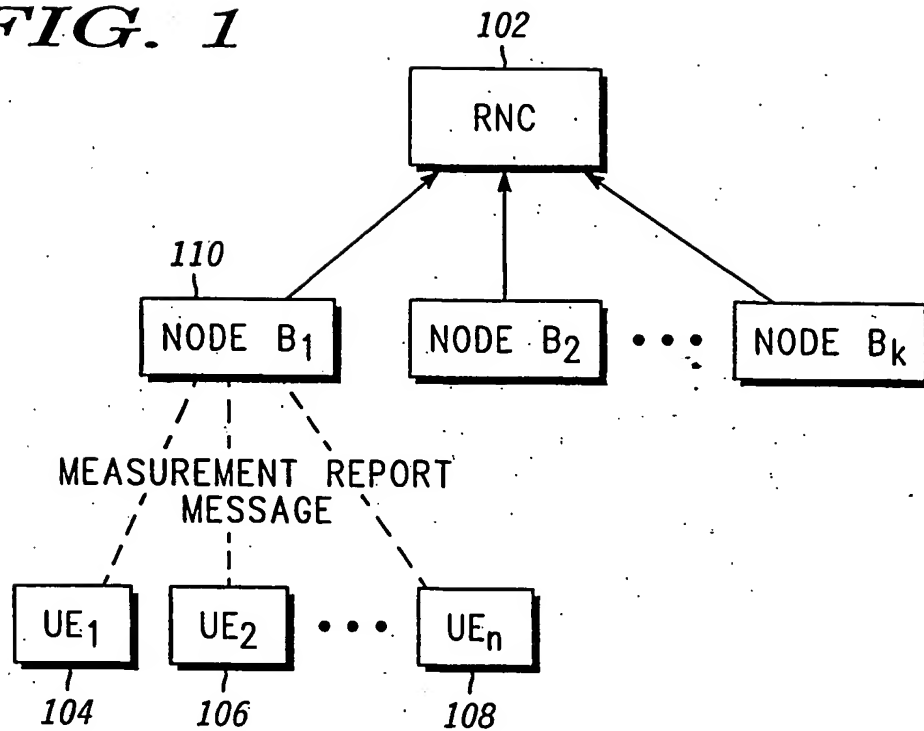 FIG. 1
102
RNC
110
NODE B₁
NODE B₂
• • •
NODE Bₖ
MEASUREMENT REPORT
MESSAGE
UE₁
UE₂
• • •
UEₙ
104
106
108